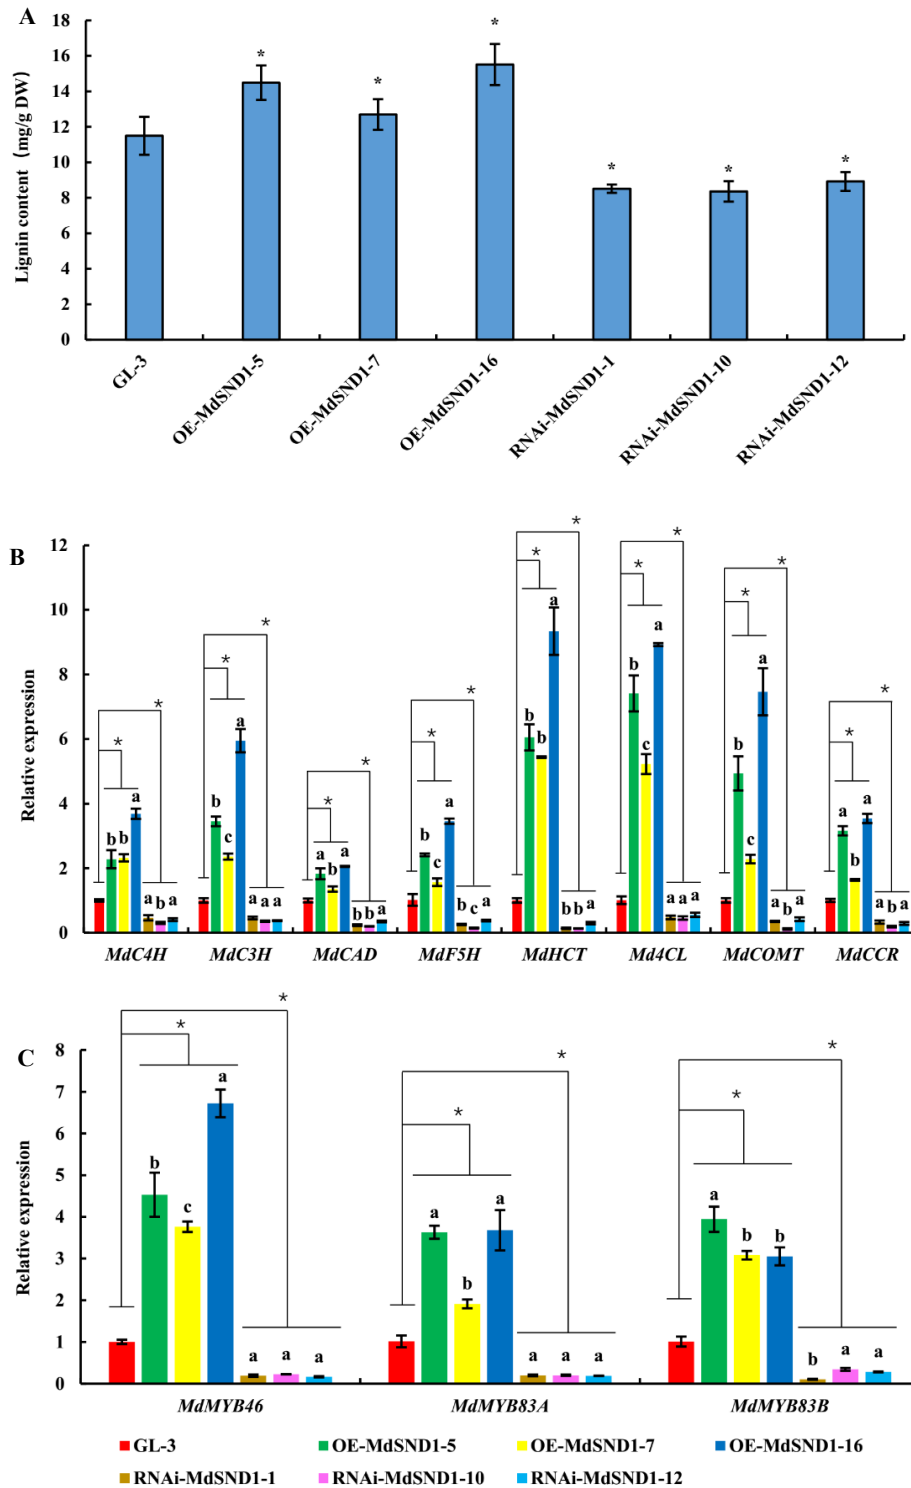 A
Lignin content (mg/g DW)
18
16
14
12
10
8
6
4
2
0
* * * * * *
GL-3 OE-MdSND1-5 OE-MdSND1-7 OE-MdSND1-16 RNAi-MdSND1-1 RNAi-MdSND1-10 RNAi-MdSND1-12
B
Relative expression
12
10
8
6
4
2
0
* * * * * * * * * * * * * * * *
b b a a b a
b c a a a a
a b a b b a
b c a a c a
b b a b b a
b c a a a a
b c a a b a
a b a a b a
MdC4H MdC3H MdCAD MdF5H MdHCT Md4CL MdCOMT MdCCR
C
Relative expression
8
7
6
5
4
3
2
1
0
* * * * * *
b c a a a a
a b a a a a
a b b b a a
MdMYB46 MdMYB83A MdMYB83B
GL-3 OE-MdSND1-5 OE-MdSND1-7 OE-MdSND1-16
RNAi-MdSND1-1 RNAi-MdSND1-10 RNAi-MdSND1-12